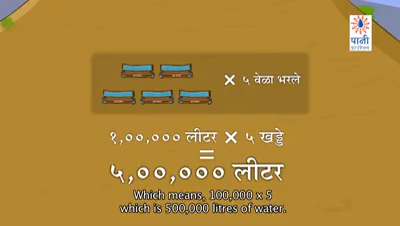 पानी
फाउंडेशन
× ५ वेळा भरले
१,००,००० लीटर × ५ खड्डे
=
५,००,००० लीटर
Which means, 100,000 x 5
which is 500,000 litres of water.